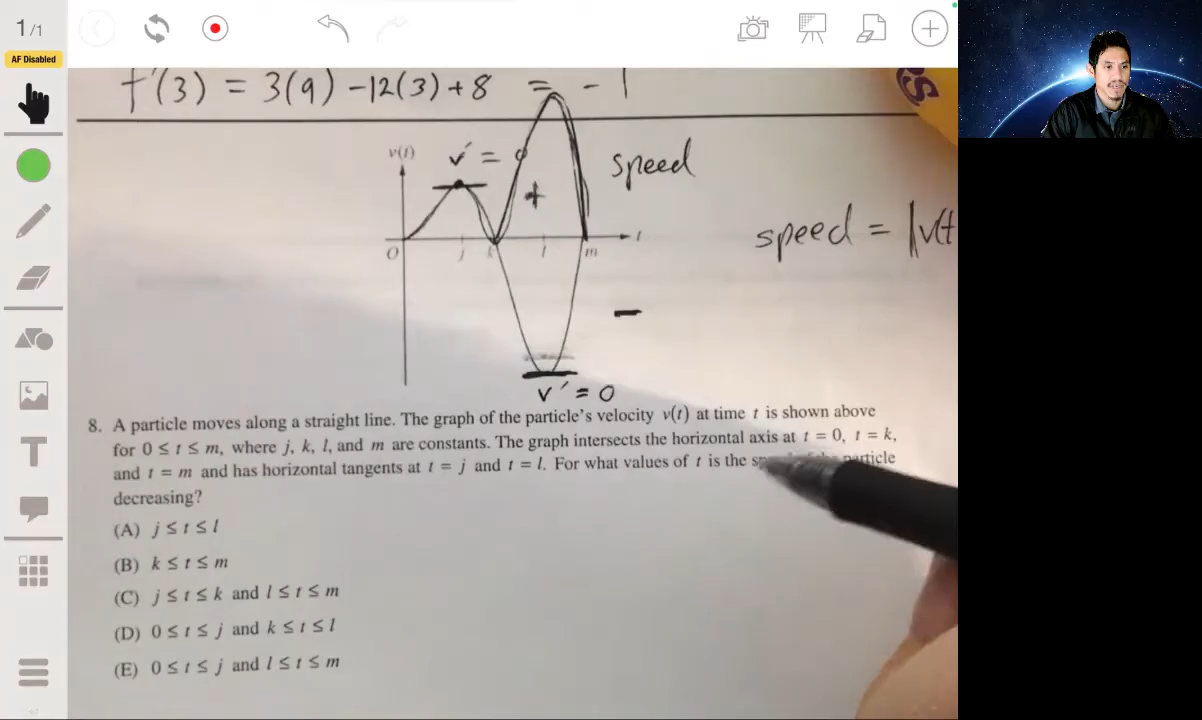 1/1
AF Disabled
f'(3) = 3(9) -12(3)+8 = -1
v(t)
v' = 0
speed
+
speed = |v(t
O j k l m t
-
v' = 0
8. A particle moves along a straight line. The graph of the particle's velocity v(t) at time t is shown above
for 0 ≤ t ≤ m, where j, k, l, and m are constants. The graph intersects the horizontal axis at t = 0, t = k,
and t = m and has horizontal tangents at t = j and t = l. For what values of t is the particle
decreasing?
(A) j ≤ t ≤ l
(B) k ≤ t ≤ m
(C) j ≤ t ≤ k and l ≤ t ≤ m
(D) 0 ≤ t ≤ j and k ≤ t ≤ l
(E) 0 ≤ t ≤ j and l ≤ t ≤ m